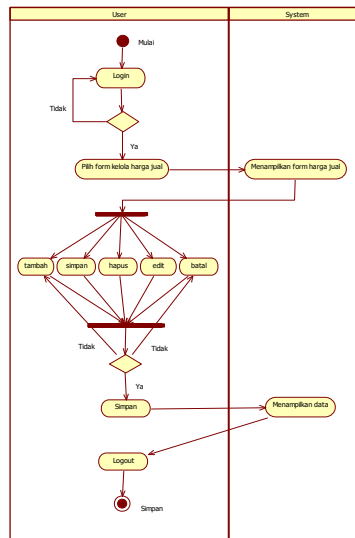 User
System
Mulai
Login
Tidak
Ya
Pilih form kelola harga jual
Menampilkan form harga jual
tambah
simpan
hapus
edit
batal
Tidak
Tidak
Ya
Simpan
Menampilkan data
Logout
Simpan